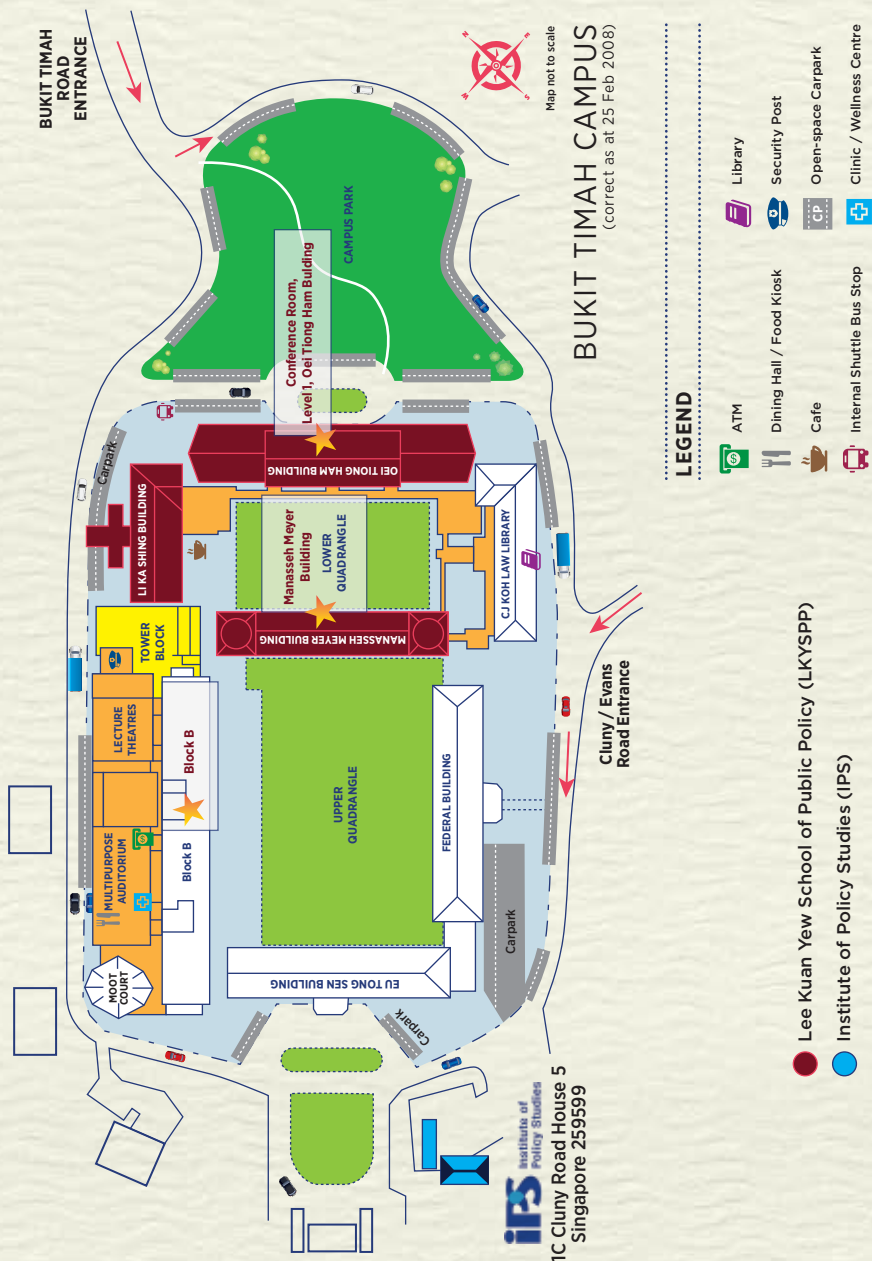 BUKIT TIMAH
ROAD
ENTRANCE
Map not to scale
N
E
S
W
BUKIT TIMAH CAMPUS
(correct as at 25 Feb 2008)
CAMPUS PARK
Conference Room,
Level 1, Oei Tiong Ham Bulding
OEI TIONG HAM BUILDING
Carpark
LI KA SHING BUILDING
Manasseh Meyer
Building
LOWER
QUADRANGLE
MANASSEH MEYER BUILDING
CJ KOH LAW LIBRARY
TOWER
BLOCK
LECTURE
THEATRES
Block B
MULTIPURPOSE
AUDITORIUM
Block B
MOOT
COURT
UPPER
QUADRANGLE
FEDERAL BUILDING
EU TONG SEN BUILDING
Carpark
Carpark
Cluny / Evans
Road Entrance
iPS Institute of
Policy Studies
1C Cluny Road House 5
Singapore 259599
LEGEND
$ ATM
Dining Hall / Food Kiosk
Cafe
Internal Shuttle Bus Stop
Library
Security Post
CP Open-space Carpark
Clinic / Wellness Centre
Lee Kuan Yew School of Public Policy (LKYSPP)
Institute of Policy Studies (IPS)